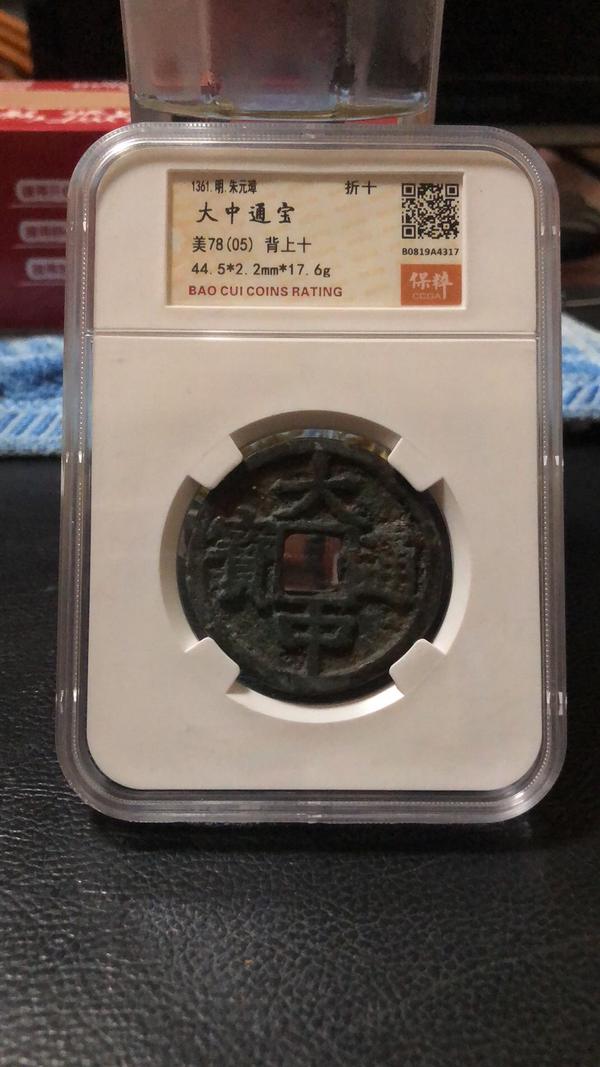 1361.明.朱元璋 折十
大中通宝
美78(05) 背上十
44.5*2.2mm*17.6g
BAO CUI COINS RATING
B0819A4317
保粹
CCGA
大
寶 通
中